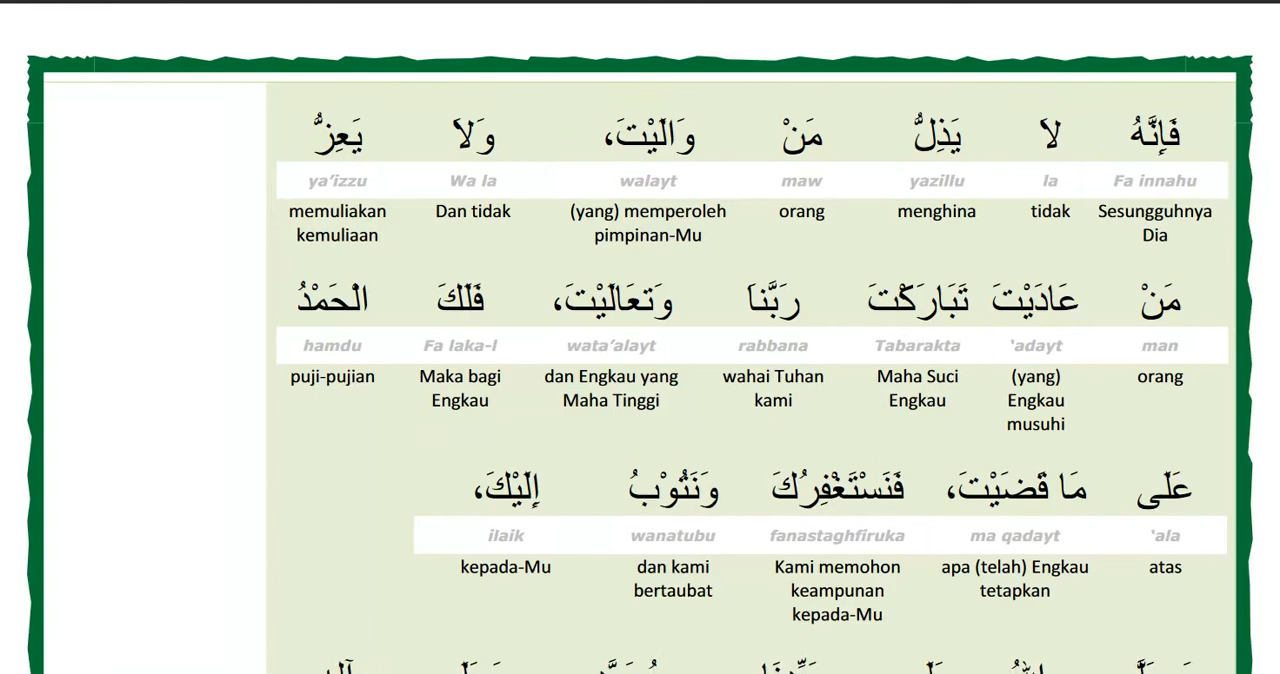 فَإِنَّهُ لاَ يَذِلُّ مَنْ وَالَيْتَ، وَلاَ يَعِزُّ
Fa innahu la yazillu maw walayt Wa la ya’izzu
Sesungguhnya Dia tidak menghina orang (yang) memperoleh pimpinan-Mu Dan tidak memuliakan kemuliaan
مَنْ عَادَيْتَ تَبَارَكْتَ رَبَّنَا وَتَعَالَيْتَ، فَلَكَ الْحَمْدُ
man ‘adayt Tabarakta rabbana wata’alayt Fa laka-l hamdu
orang (yang) Engkau musuhi Maha Suci Engkau wahai Tuhan kami dan Engkau yang Maha Tinggi Maka bagi Engkau puji-pujian
عَلَى مَا قَضَيْتَ، فَنَسْتَغْفِرُكَ وَنَتُوْبُ إِلَيْكَ،
‘ala ma qadayt fanastaghfiruka wanatubu ilaik
atas apa (telah) Engkau tetapkan Kami memohon keampunan kepada-Mu dan kami bertaubat kepada-Mu